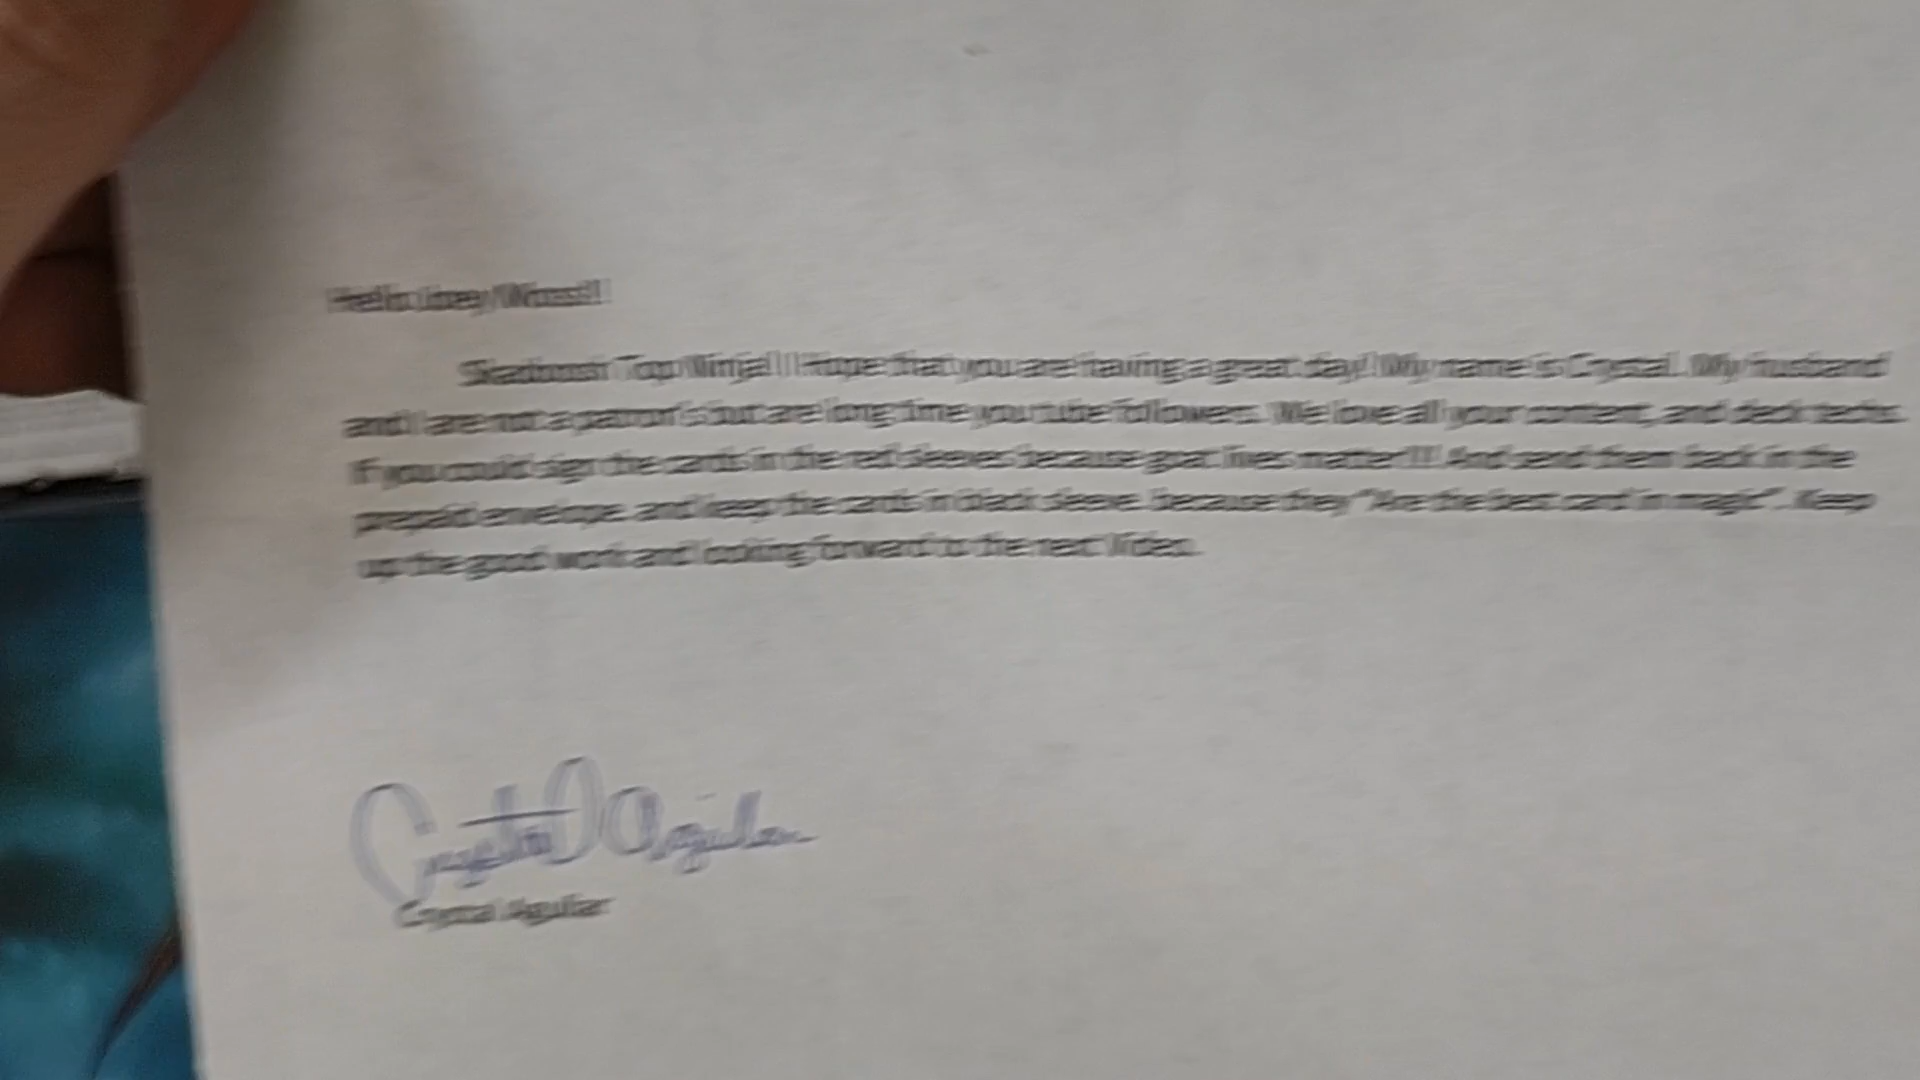 Hello Joey/Wossi!!
Skadoosh Top Ninja! I Hope that you are having a great day! My name is Crystal. My husband
and I are not a patron's but are long time youtube followers. We love all your content, and deck techs.
If you could sign the cards in the red sleeves because goat lives matter!!! And send them back in the
prepaid envelope. and keep the cards in black sleeve. because they "Are the best card in magic". Keep
up the good work and looking forward to the next Video.
Crystal Aguilar
Crystal Aguilar